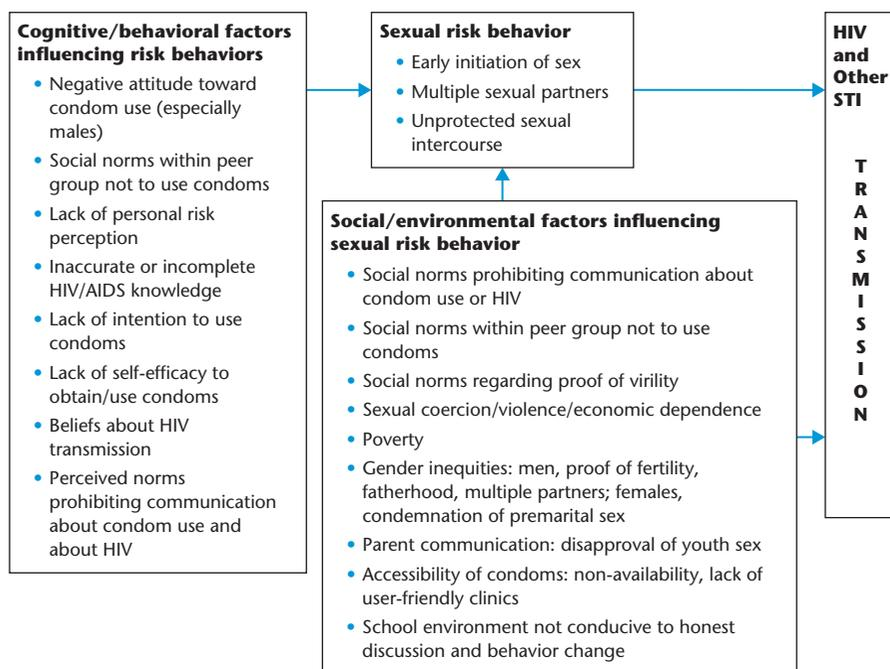 Cognitive/behavioral factors
influencing risk behaviors
• Negative attitude toward
condom use (especially
males)
• Social norms within peer
group not to use condoms
• Lack of personal risk
perception
• Inaccurate or incomplete
HIV/AIDS knowledge
• Lack of intention to use
condoms
• Lack of self-efficacy to
obtain/use condoms
• Beliefs about HIV
transmission
• Perceived norms
prohibiting communication
about condom use and
about HIV
Sexual risk behavior
• Early initiation of sex
• Multiple sexual partners
• Unprotected sexual
intercourse
Social/environmental factors influencing
sexual risk behavior
• Social norms prohibiting communication about
condom use or HIV
• Social norms within peer group not to use
condoms
• Social norms regarding proof of virility
• Sexual coercion/violence/economic dependence
• Poverty
• Gender inequities: men, proof of fertility,
fatherhood, multiple partners; females,
condemnation of premarital sex
• Parent communication: disapproval of youth sex
• Accessibility of condoms: non-availability, lack of
user-friendly clinics
• School environment not conducive to honest
discussion and behavior change
HIV
and
Other
STI
T
R
A
N
S
M
I
S
S
I
O
N